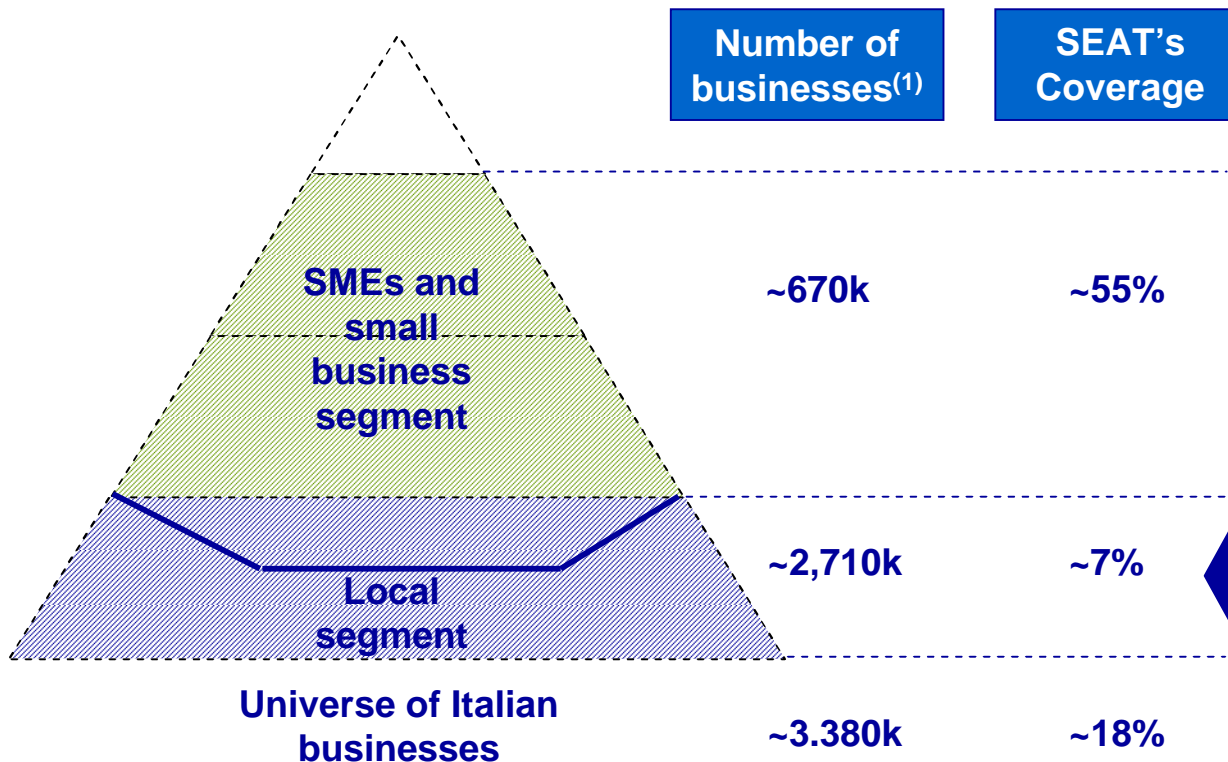 Number of
businesses(1)
SEAT’s
Coverage
SMEs and
small
business
segment
~670k
~55%
Local
segment
~2,710k
~7%
Universe of Italian
businesses
~3.380k
~18%